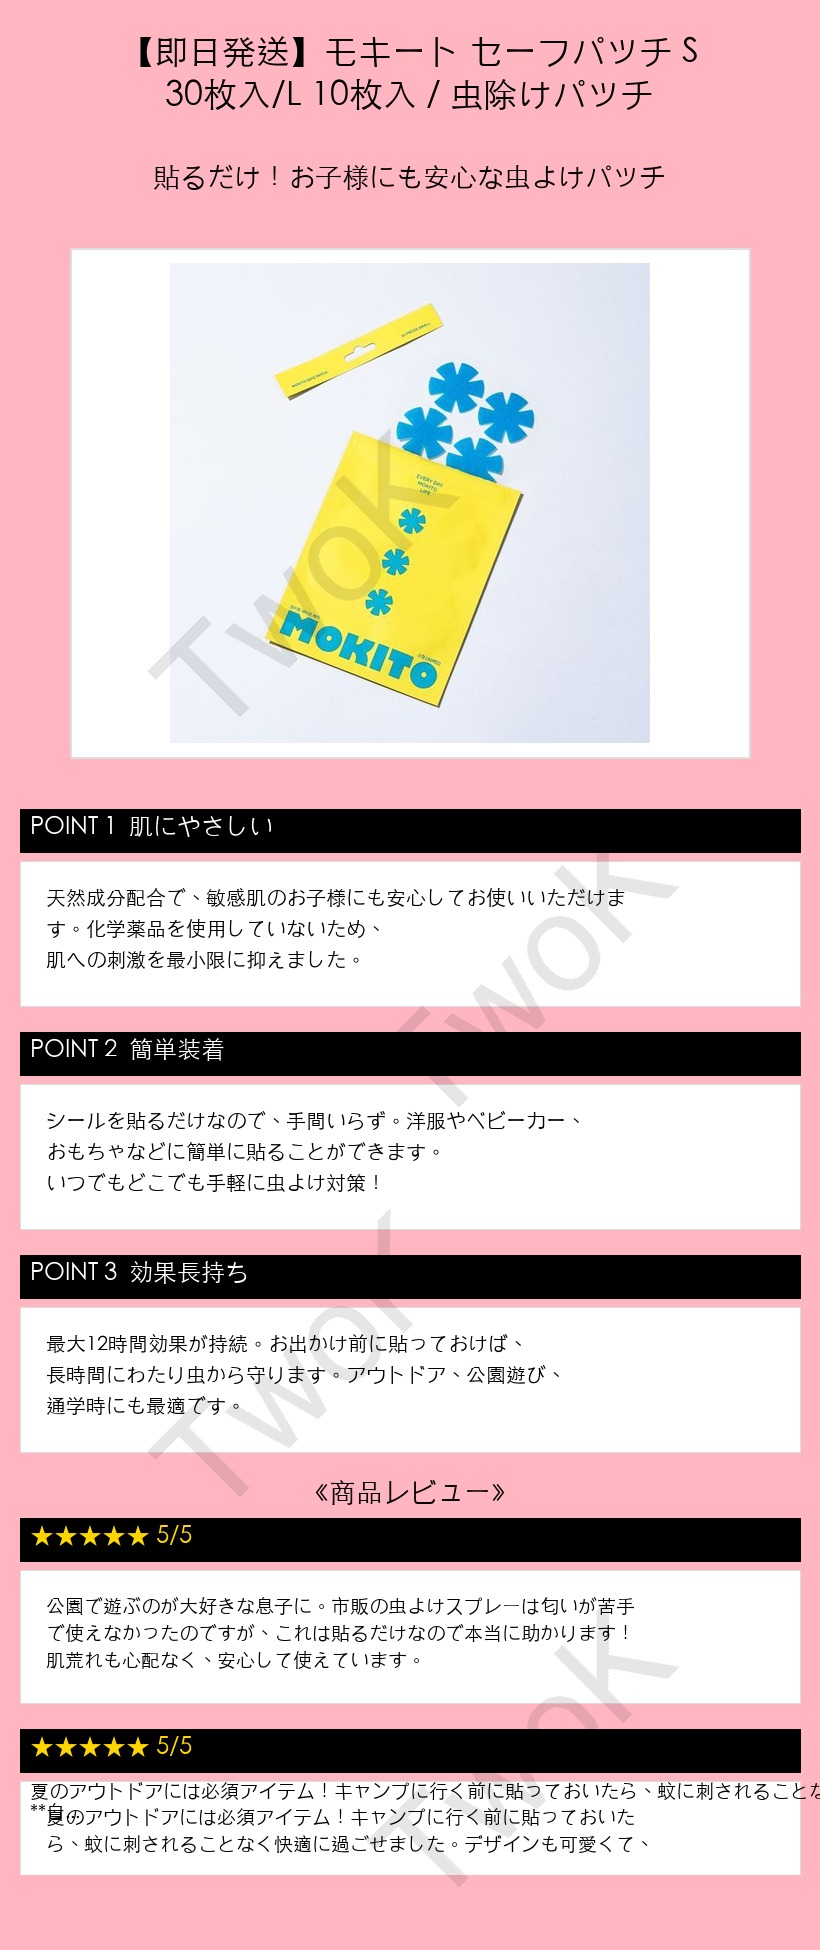 【即日発送】モキート セーフパッチ S
30枚入/L 10枚入 / 虫除けパッチ
貼るだけ！お子様にも安心な虫よけパッチ
MOKITO SAFE PATCH
EVERY DAY
MOKITO
LIFE
MOKITO
TwoK
POINT 1 肌にやさしい
天然成分配合で、敏感肌のお子様にも安心してお使いいただけま
す。化学薬品を使用していないため、
肌への刺激を最小限に抑えました。
TwoK
POINT 2 簡単装着
シールを貼るだけなので、手間いらず。洋服やベビーカー、
おもちゃなどに簡単に貼ることができます。
いつでもどこでも手軽に虫よけ対策！
POINT 3 効果長持ち
最大12時間効果が持続。お出かけ前に貼っておけば、
長時間にわたり虫から守ります。アウトドア、公園遊び、
通学時にも最適です。
TwoK
《商品レビュー》
★★★★★ 5/5
公園で遊ぶのが大好きな息子に。市販の虫よけスプレーは匂いが苦手
で使えなかったのですが、これは貼るだけなので本当に助かります！
肌荒れも心配なく、安心して使えています。
TwoK
★★★★★ 5/5
夏のアウトドアには必須アイテム！キャンプに行く前に貼っておいたら、蚊に刺されることな
夏のアウトドアには必須アイテム！キャンプに行く前に貼っておいた
ら、蚊に刺されることなく快適に過ごせました。デザインも可愛くて、